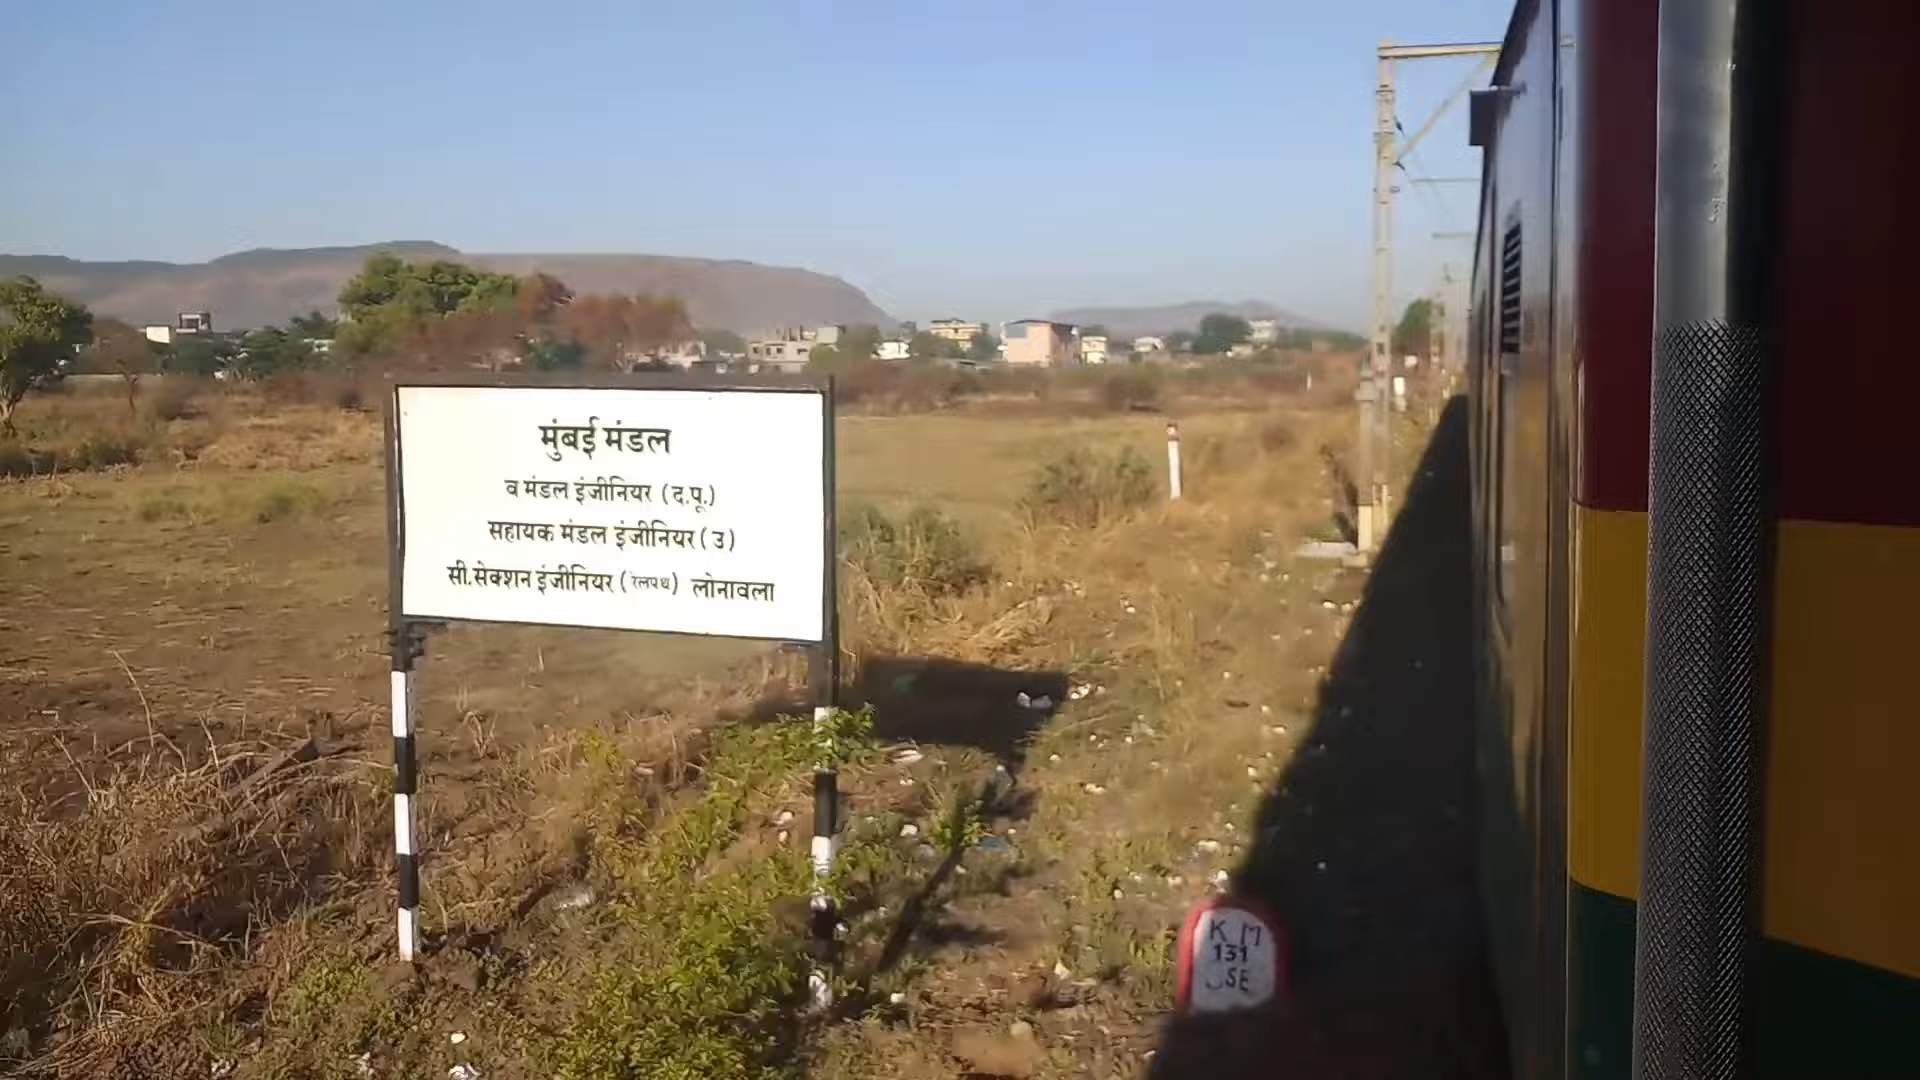 मुंबई मंडल
व मंडल इंजीनियर (द.पू.)
सहायक मंडल इंजीनियर (उ)
सी.सेक्शन इंजीनियर (रेलपथ) लोनावला
KM
131
SE